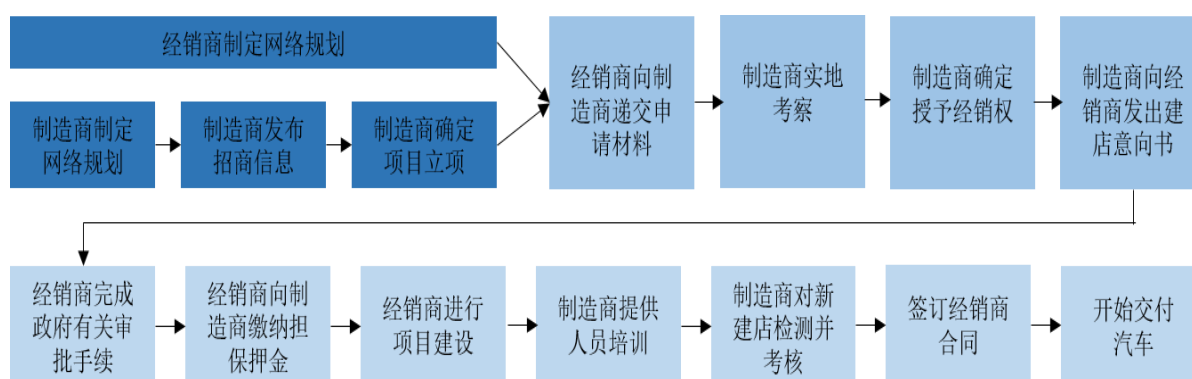 经销商制定网络规划
制造商制定
网络规划
制造商发布
招商信息
制造商确定
项目立项
经销商向制
造商递交申
请材料
制造商实地
考察
制造商确定
授予经销权
制造商向经
销商发出建
店意向书
经销商完成
政府有关审
批手续
经销商向制
造商缴纳担
保押金
经销商进行
项目建设
制造商提供
人员培训
制造商对新
建店检测并
考核
签订经销商
合同
开始交付
汽车